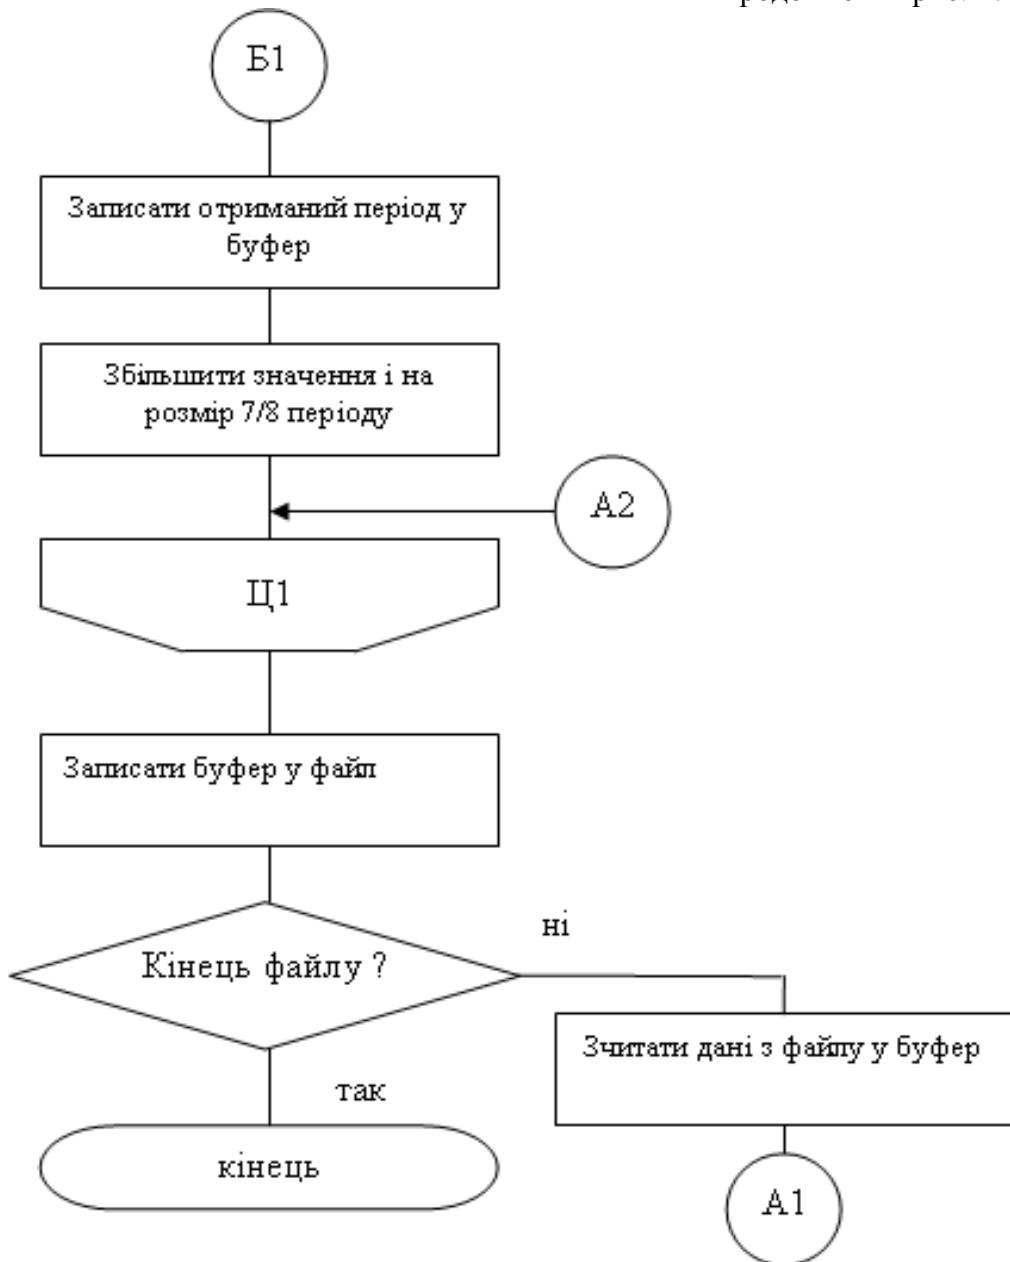 Б1
Записати отриманий період у
буфер
Збільшити значення і на
розмір 7/8 періоду
А2
Ц1
Записати буфер у файл
Кінець файлу ?
ні
Зчитати дані з файлу у буфер
так
кінець
А1